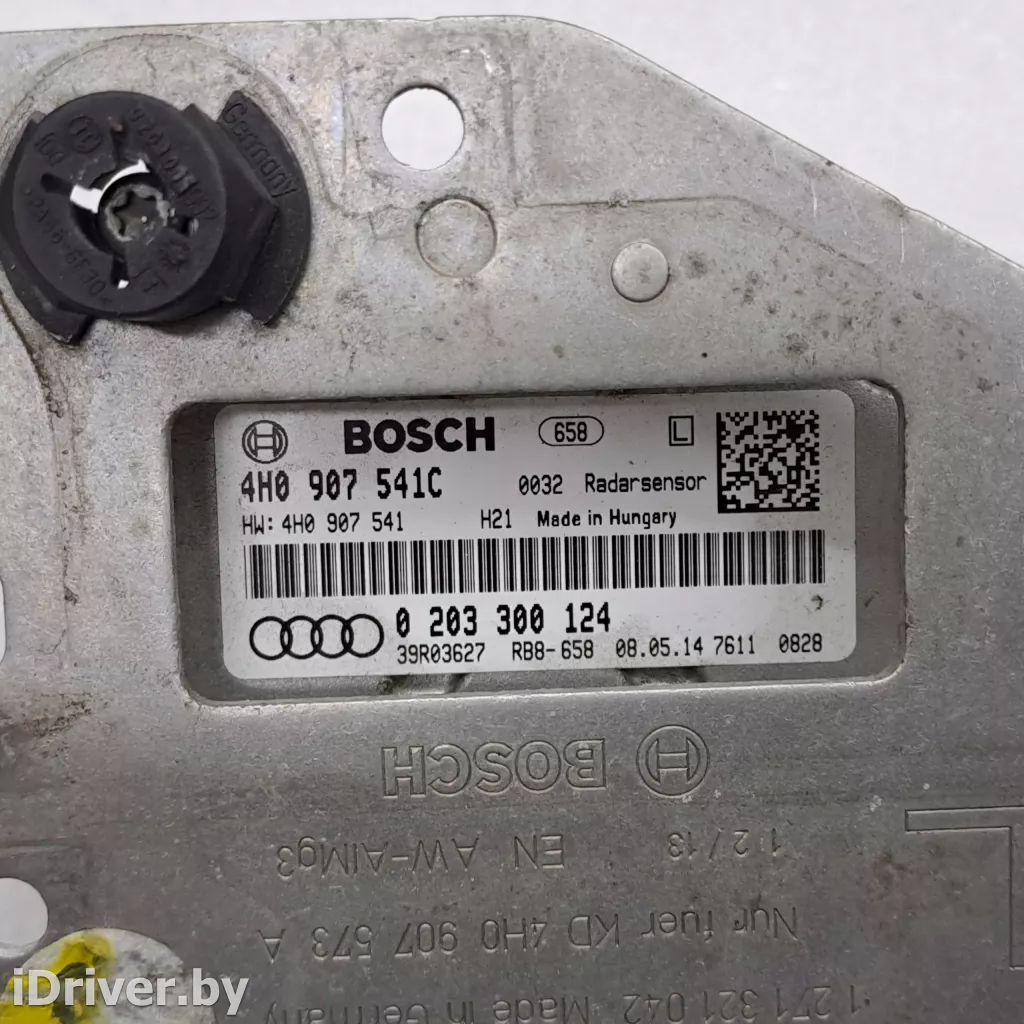 Germany
BOSCH 658 L
4H0 907 541C 0032 Radarsensor
HW: 4H0 907 541 H21 Made in Hungary
0 203 300 124
39R03627 RB8-658 08.05.14 7611 0828
BOSCH
12/13 EN AW-AlMg3
Nur fuer KD 4H0 907 573 A
1 271 321 042 Made in Germany
iDriver.by